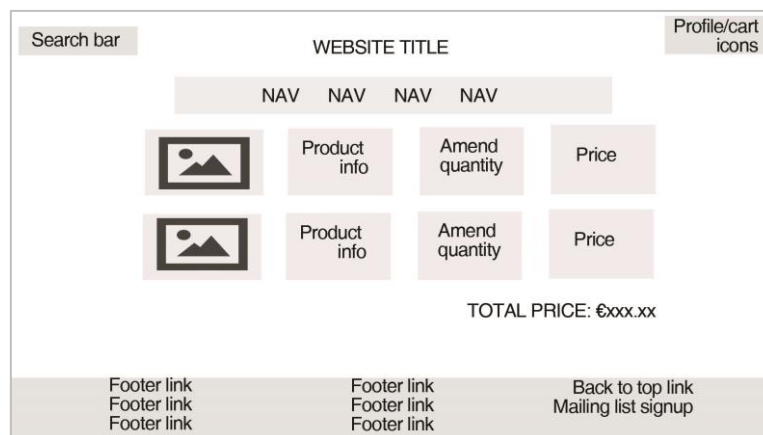 Search bar
WEBSITE TITLE
Profile/cart
icons
NAV NAV NAV NAV
Product
info
Amend
quantity
Price
Product
info
Amend
quantity
Price
TOTAL PRICE: €xxx.xx
Footer link
Footer link
Footer link
Footer link
Footer link
Footer link
Back to top link
Mailing list signup